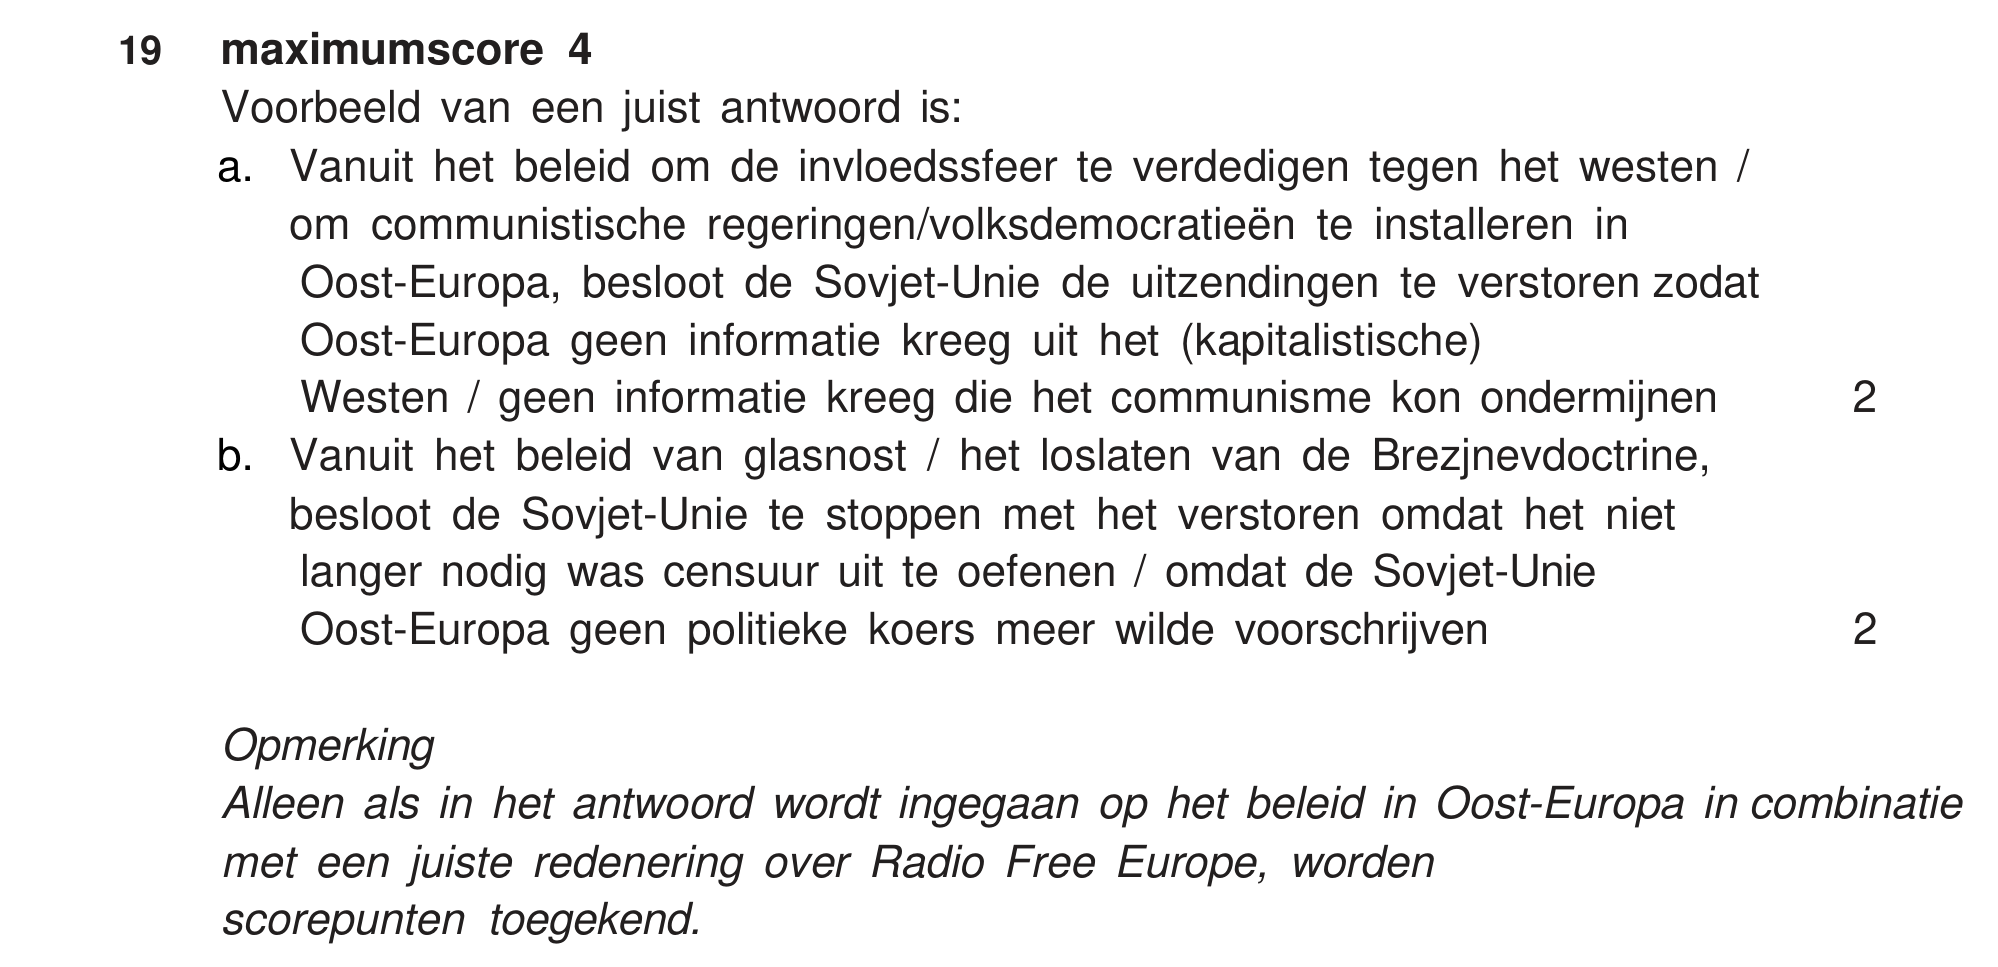 19 maximumscore 4
Voorbeeld van een juist antwoord is:
a. Vanuit het beleid om de invloedssfeer te verdedigen tegen het westen /
om communistische regeringen/volksdemocratieën te installeren in
Oost-Europa, besloot de Sovjet-Unie de uitzendingen te verstoren zodat
Oost-Europa geen informatie kreeg uit het (kapitalistische)
Westen / geen informatie kreeg die het communisme kon ondermijnen 2
b. Vanuit het beleid van glasnost / het loslaten van de Brezjnevdoctrine,
besloot de Sovjet-Unie te stoppen met het verstoren omdat het niet
langer nodig was censuur uit te oefenen / omdat de Sovjet-Unie
Oost-Europa geen politieke koers meer wilde voorschrijven 2
Opmerking
Alleen als in het antwoord wordt ingegaan op het beleid in Oost-Europa in combinatie
met een juiste redenering over Radio Free Europe, worden
scorepunten toegekend.